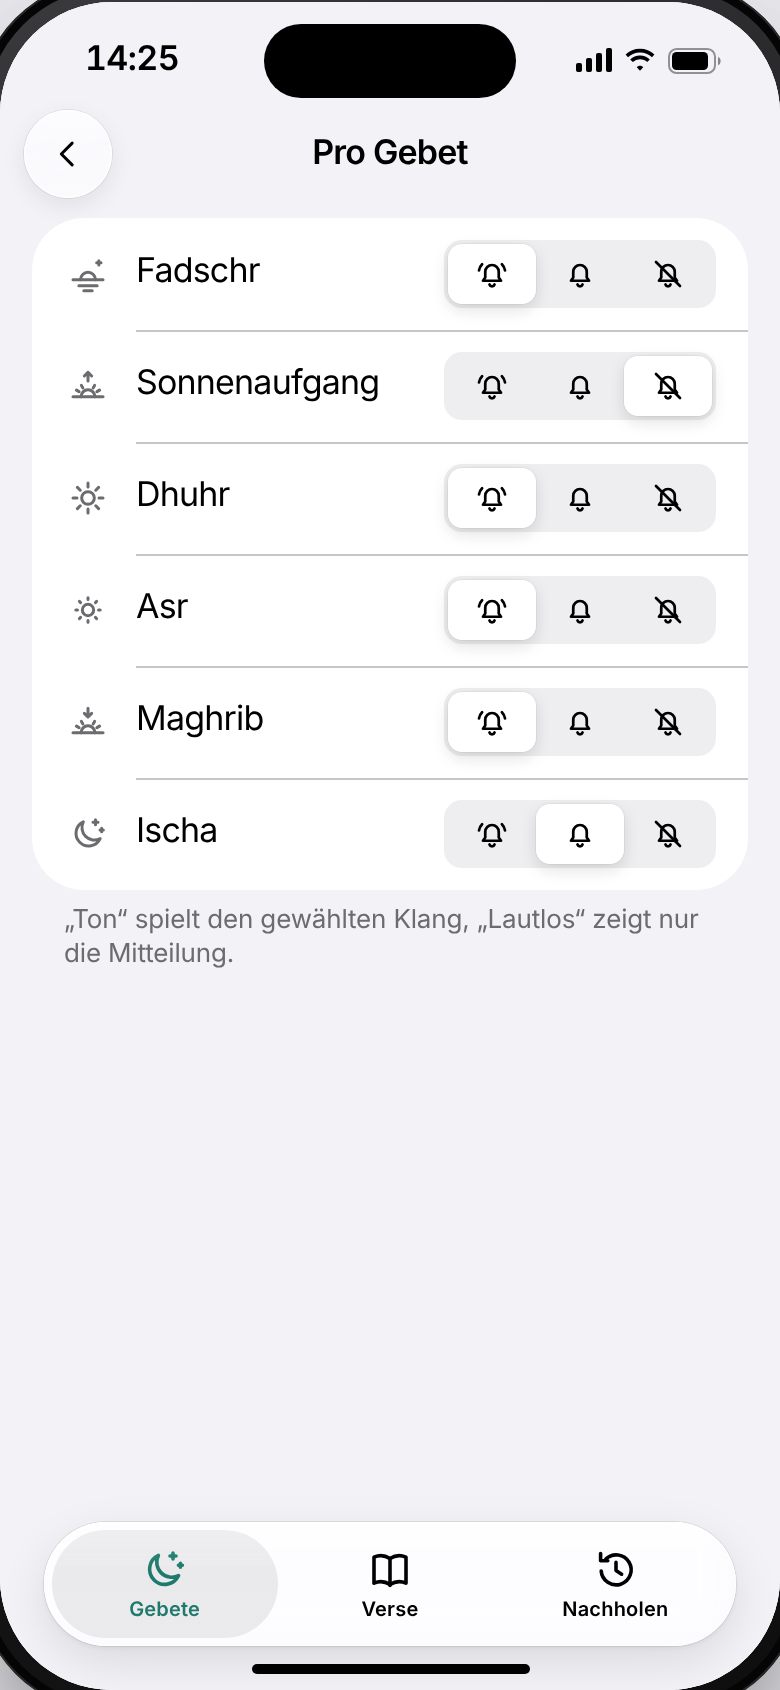 14:25
Pro Gebet
Fadschr
Sonnenaufgang
Dhuhr
Asr
Maghrib
Ischa
„Ton“ spielt den gewählten Klang, „Lautlos“ zeigt nur
die Mitteilung.
Gebete
Verse
Nachholen